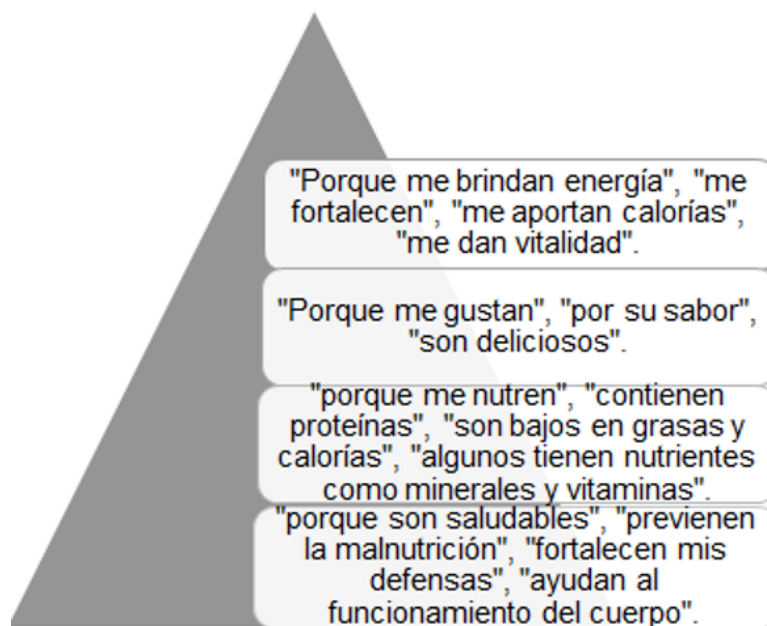 "Porque me brindan energía", "me
fortalecen", "me aportan calorías",
"me dan vitalidad".
"Porque me gustan", "por su sabor",
"son deliciosos".
"porque me nutren", "contienen
proteínas", "son bajos en grasas y
calorías", "algunos tienen nutrientes
como minerales y vitaminas".
"porque son saludables", "previenen
la malnutrición", "fortalecen mis
defensas", "ayudan al
funcionamiento del cuerpo".